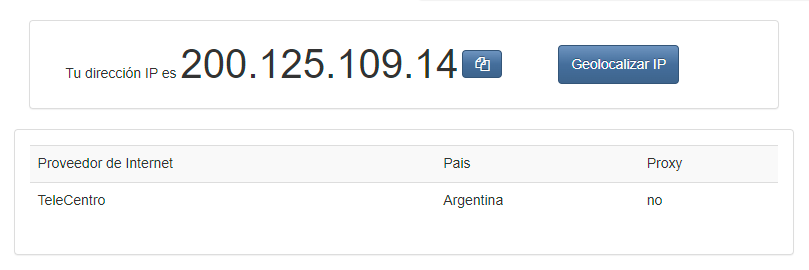 Tu dirección IP es 200.125.109.14 Geolocalizar IP
Proveedor de Internet Pais Proxy
TeleCentro Argentina no